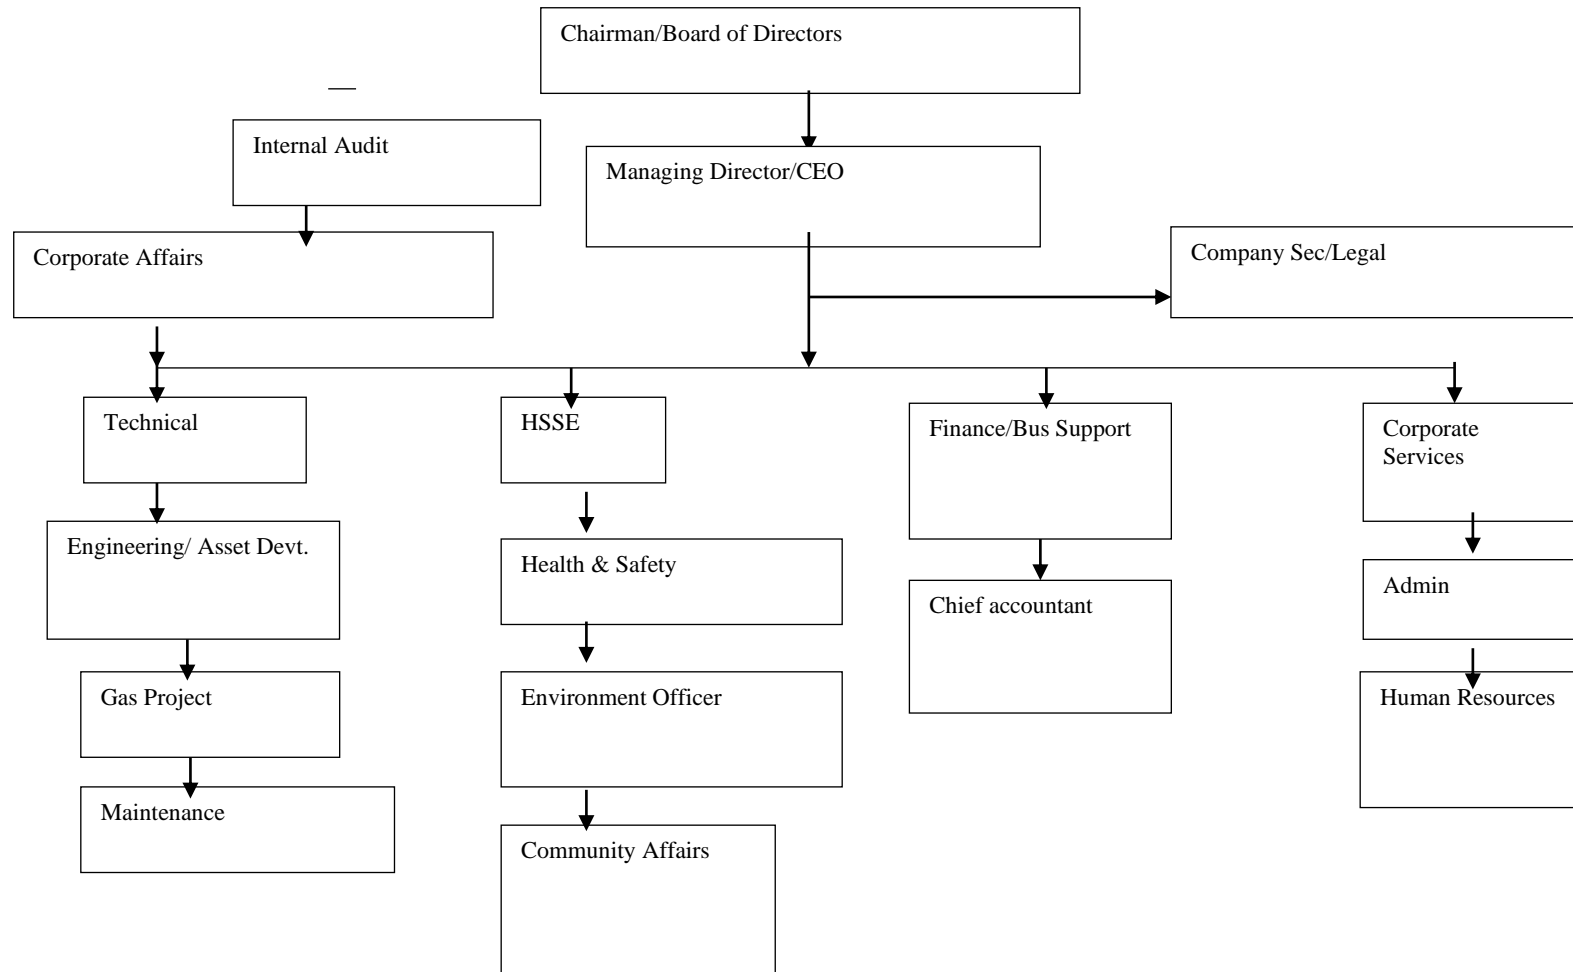 Chairman/Board of Directors
Internal Audit
Managing Director/CEO
Corporate Affairs
Company Sec/Legal
Technical
HSSE
Finance/Bus Support
Corporate
Services
Engineering/ Asset Devt.
Health & Safety
Chief accountant
Admin
Gas Project
Environment Officer
Human Resources
Maintenance
Community Affairs